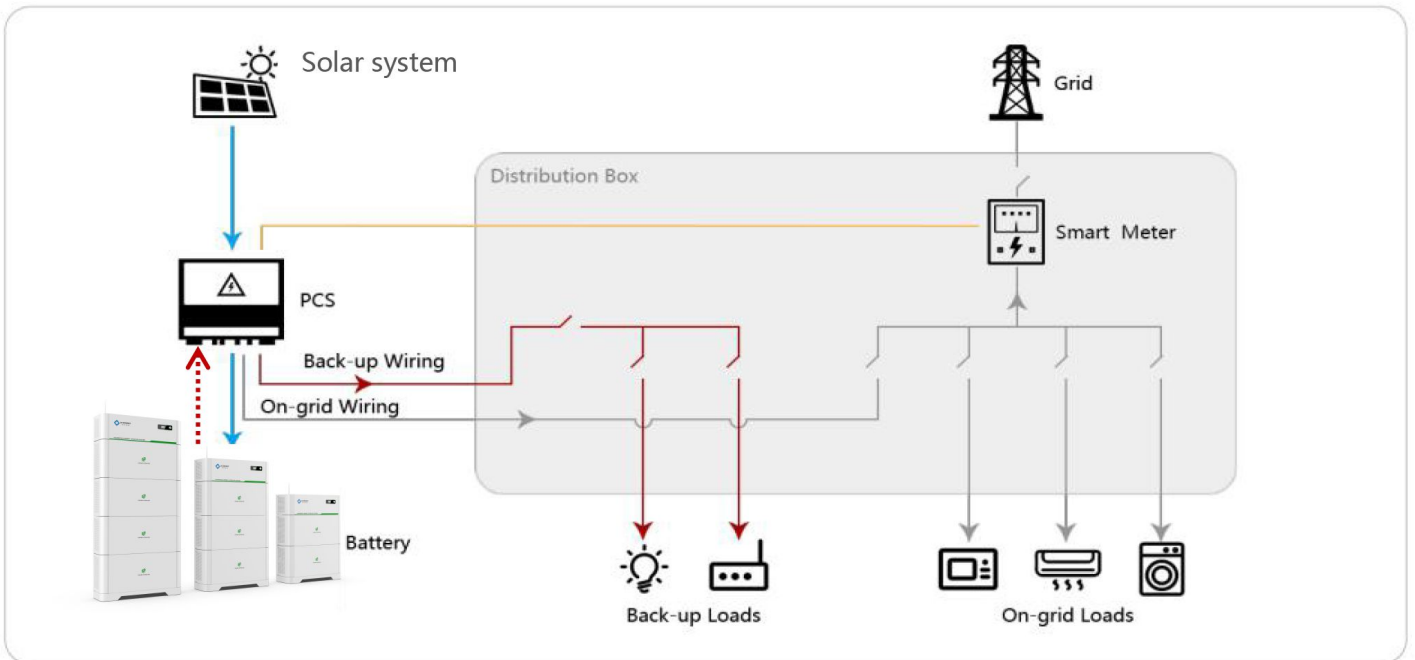 Solar system
Grid
Distribution Box
Smart Meter
PCS
Back-up Wiring
On-grid Wiring
Battery
Back-up Loads
On-grid Loads